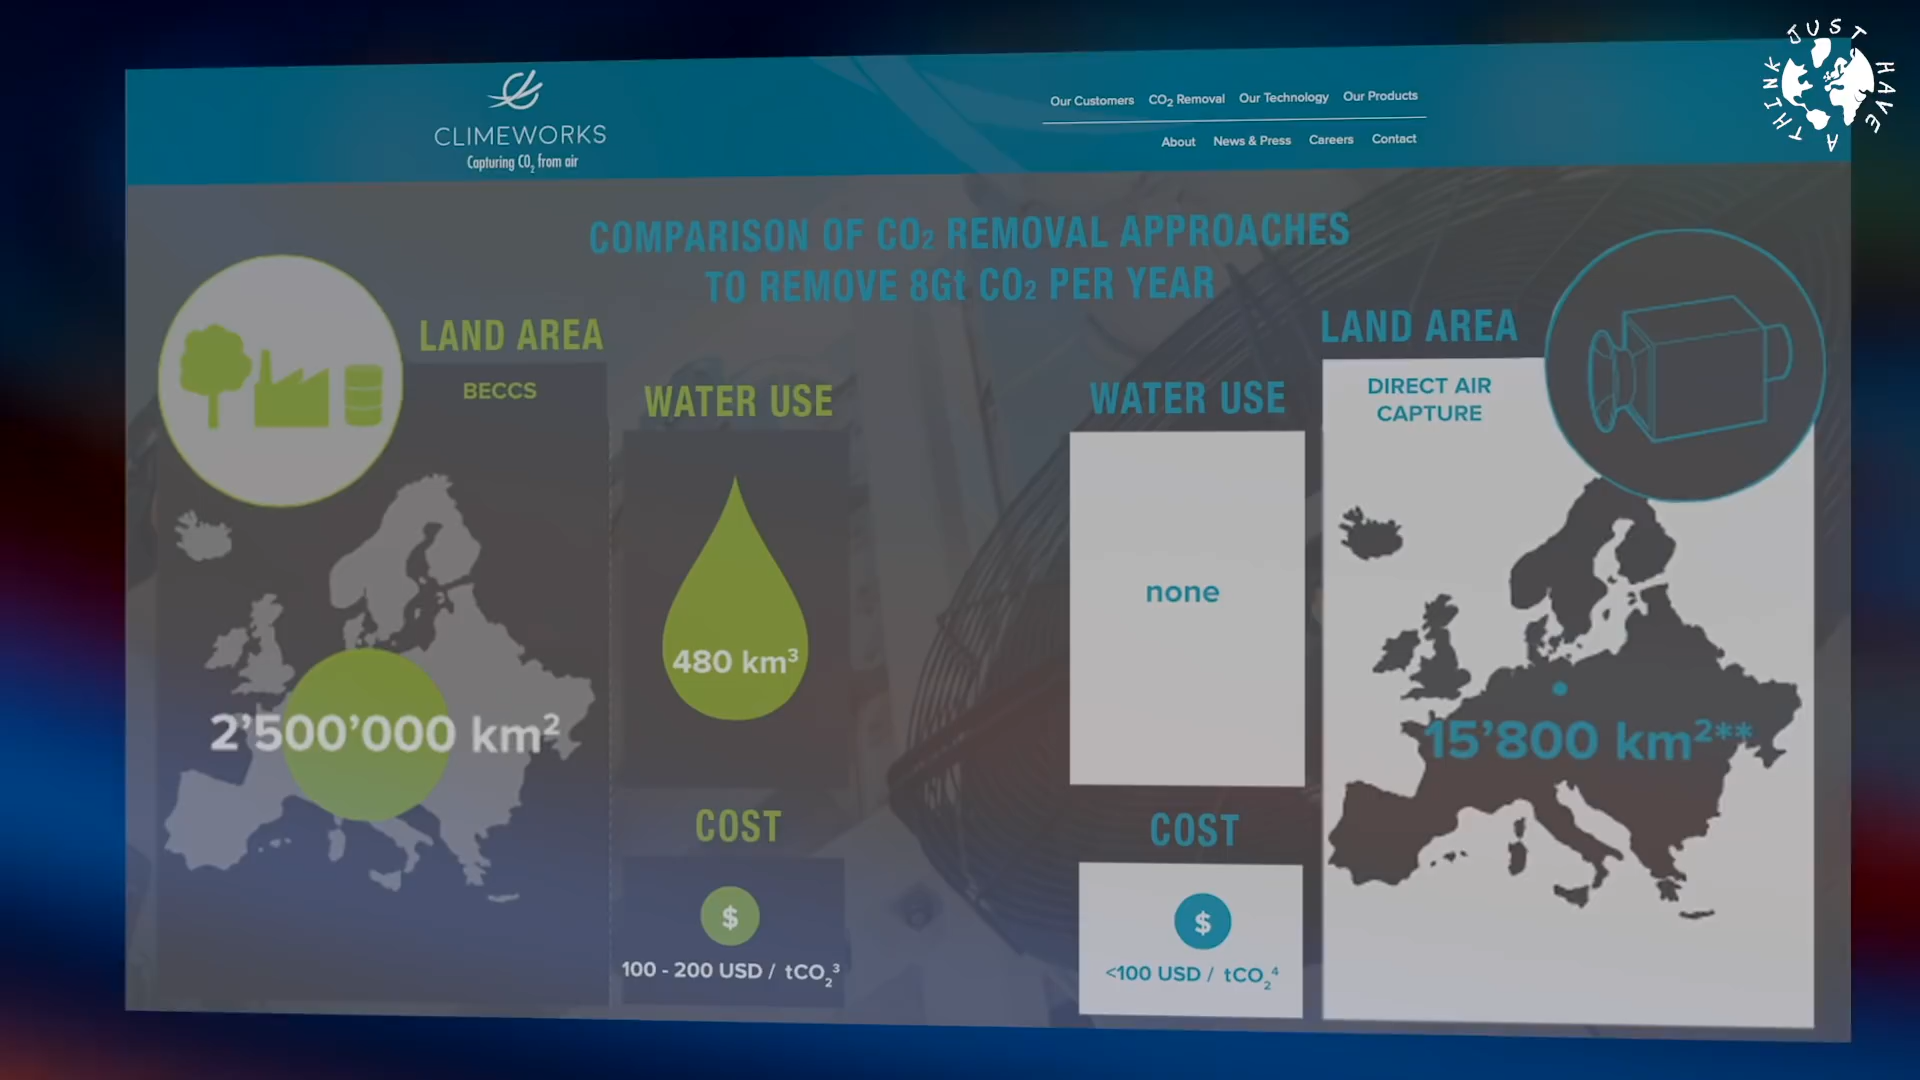 JUST HAVE A THINK
CLIMEWORKS
Capturing CO₂ from air
Our Customers CO₂ Removal Our Technology Our Products
About News & Press Careers Contact
COMPARISON OF CO₂ REMOVAL APPROACHES
TO REMOVE 8Gt CO₂ PER YEAR
LAND AREA
BECCS
2'500'000 km²
WATER USE
480 km³
COST
$
100 - 200 USD / tCO₂³
WATER USE
none
COST
$
<100 USD / tCO₂⁴
LAND AREA
DIRECT AIR
CAPTURE
15'800 km²**